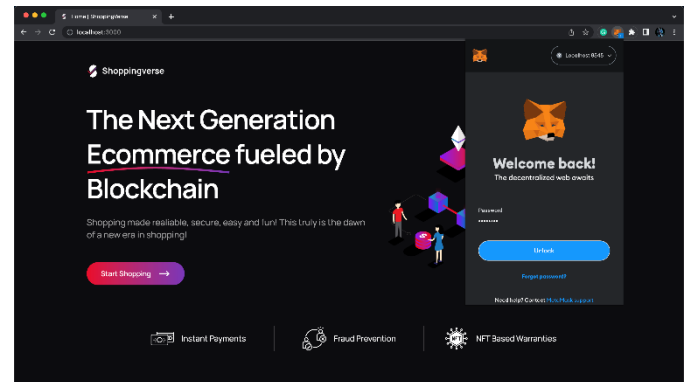 localhost:3000
Shoppingverse
The Next Generation
Ecommerce fueled by
Blockchain
Shopping made realiable, secure, easy and fun! This truly is the dawn
of a new era in shopping!
Start Shopping
Instant Payments
Fraud Prevention
NFT Based Warranties
Localhost 8545
Welcome back!
The decentralized web awaits
Password
Unlock
Forgot password?
Need help? Contact MetaMask support